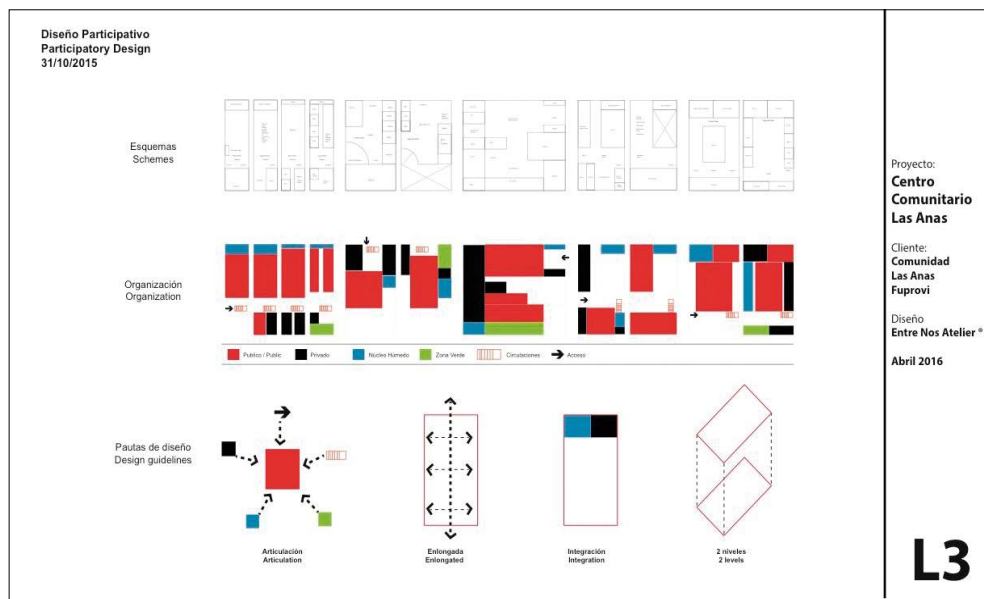 Diseño Participativo
Participatory Design
31/10/2015
Esquemas
Schemes
Organización
Organization
Publico / Public
Privado
Núcleo Húmedo
Zona Verde
Circulaciones
Acceso
Pautas de diseño
Design guidelines
Articulación
Articulation
Enlongada
Enlongated
Integración
Integration
2 niveles
2 levels
Proyecto:
Centro
Comunitario
Las Anas
Cliente:
Comunidad
Las Anas
Fuprovi
Diseño
Entre Nos Atelier ®
Abril 2016
L3